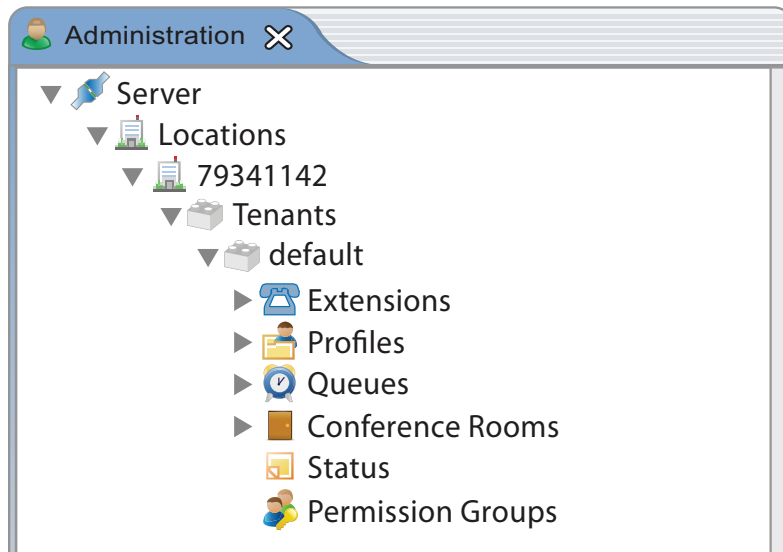 Administration
Server
Locations
79341142
Tenants
default
Extensions
Profiles
Queues
Conference Rooms
Status
Permission Groups